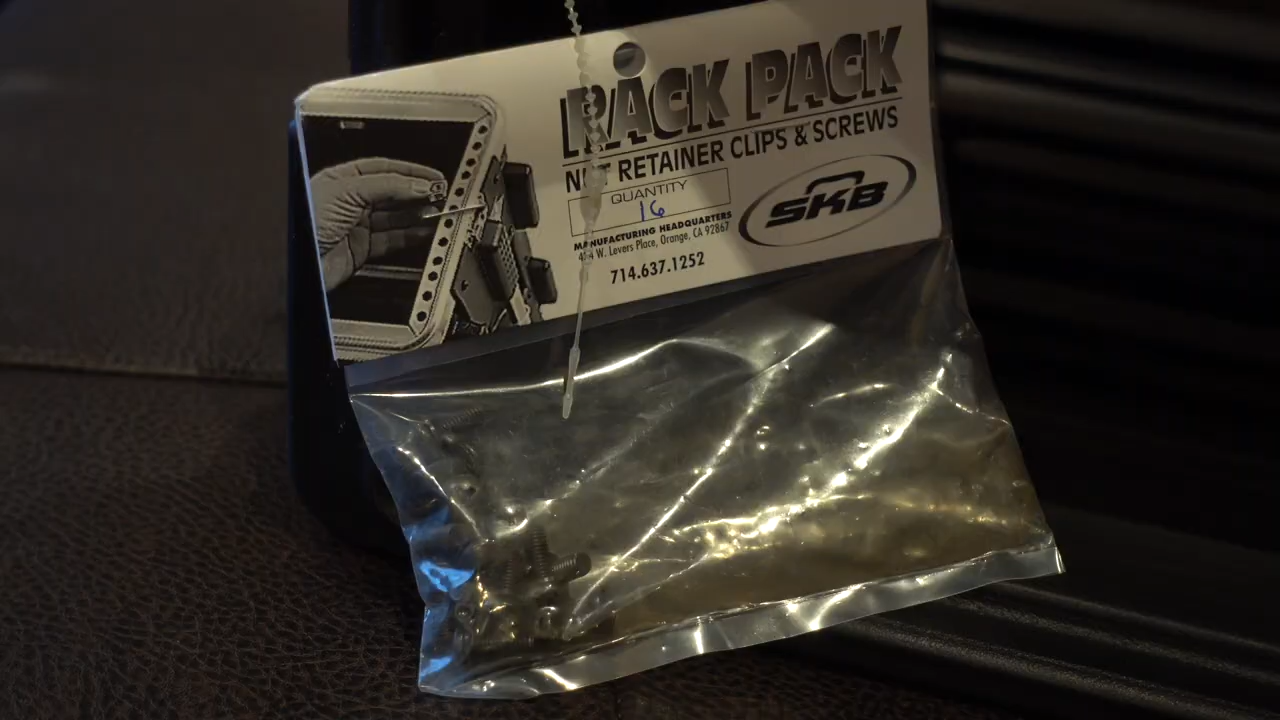 RACK PACK
NUT RETAINER CLIPS & SCREWS
QUANTITY
16
MANUFACTURING HEADQUARTERS
W. Levers Place, Orange, CA 92867
714.637.1252
SKB